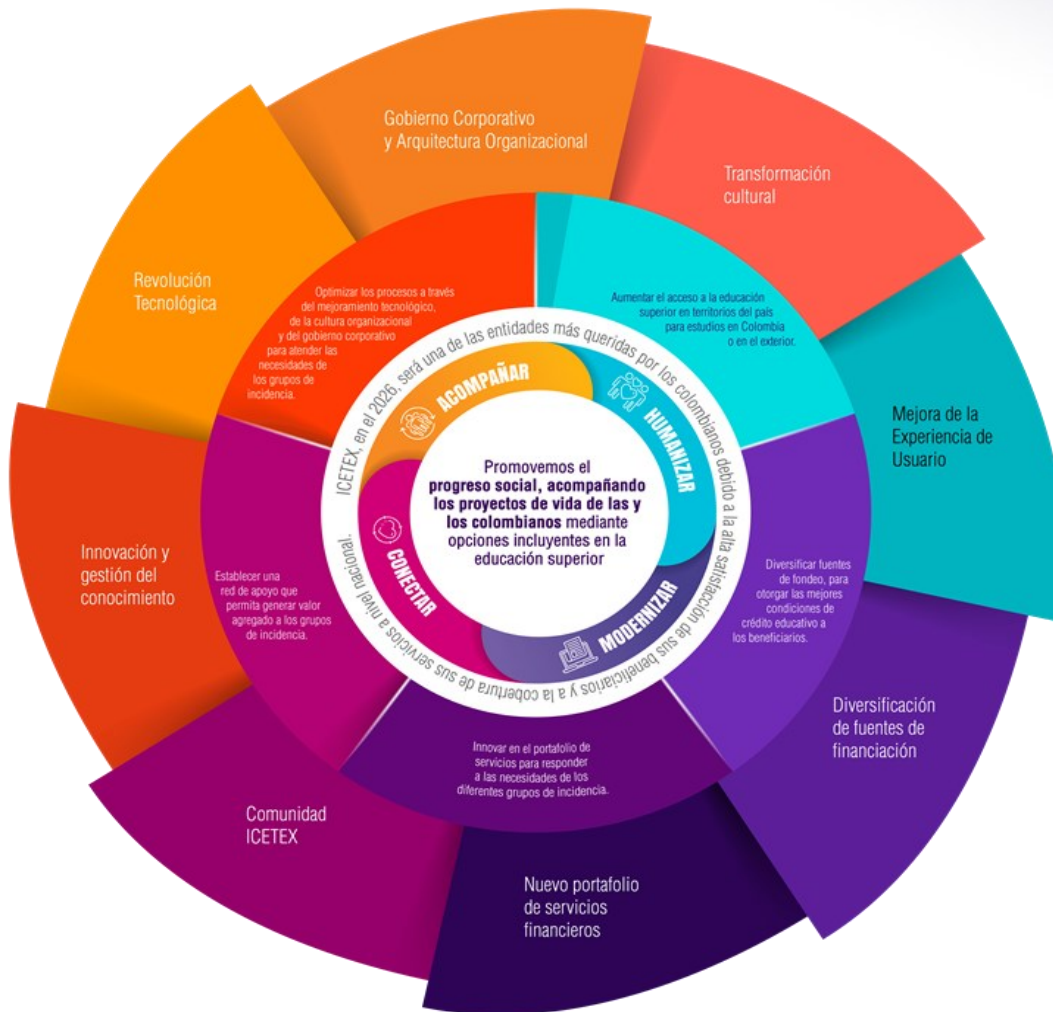 Gobierno Corporativo
y Arquitectura Organizacional
Transformación
cultural
Mejora de la
Experiencia de
Usuario
Diversificación
de fuentes de
financiación
Nuevo portafolio
de servicios
financieros
Comunidad
ICETEX
Innovación y
gestión del
conocimiento
Revolución
Tecnológica
Optimizar los procesos a través
del mejoramiento tecnológico,
de la cultura organizacional
y del gobierno corporativo
para atender las
necesidades de
los grupos de
incidencia.
Aumentar el acceso a la educación
superior en territorios del país
para estudios en Colombia
o en el exterior.
Diversificar fuentes
de fondeo, para
otorgar las mejores
condiciones de
crédito educativo a
los beneficiarios.
Innovar en el portafolio de
servicios para responder
a las necesidades de los
diferentes grupos de incidencia.
Establecer una
red de apoyo que
permita generar valor
agregado a los grupos
de incidencia.
ICETEX, en el 2026, será una de las entidades más queridas por los colombianos debido a la alta satisfacción de sus beneficiarios y a la cobertura de sus servicios a nivel nacional.
ACOMPAÑAR
HUMANIZAR
MODERNIZAR
CONECTAR
Promovemos el
progreso social, acompañando
los proyectos de vida de las y
los colombianos mediante
opciones incluyentes en la
educación superior